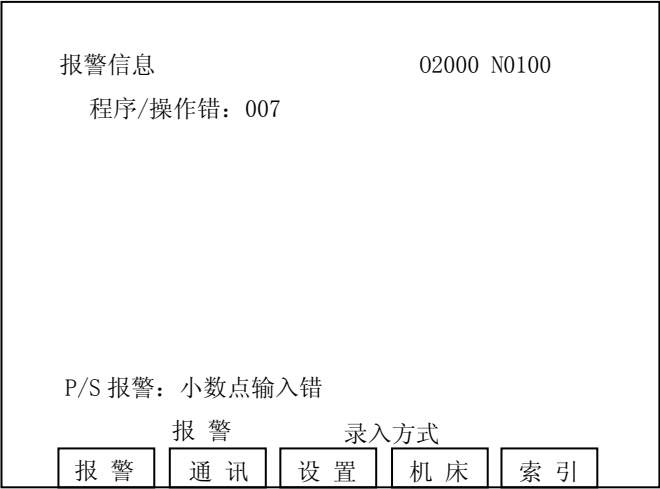 报警信息 O2000 N0100
程序/操作错：007
P/S 报警：小数点输入错
报 警 录入方式
报 警 通 讯 设 置 机 床 索 引